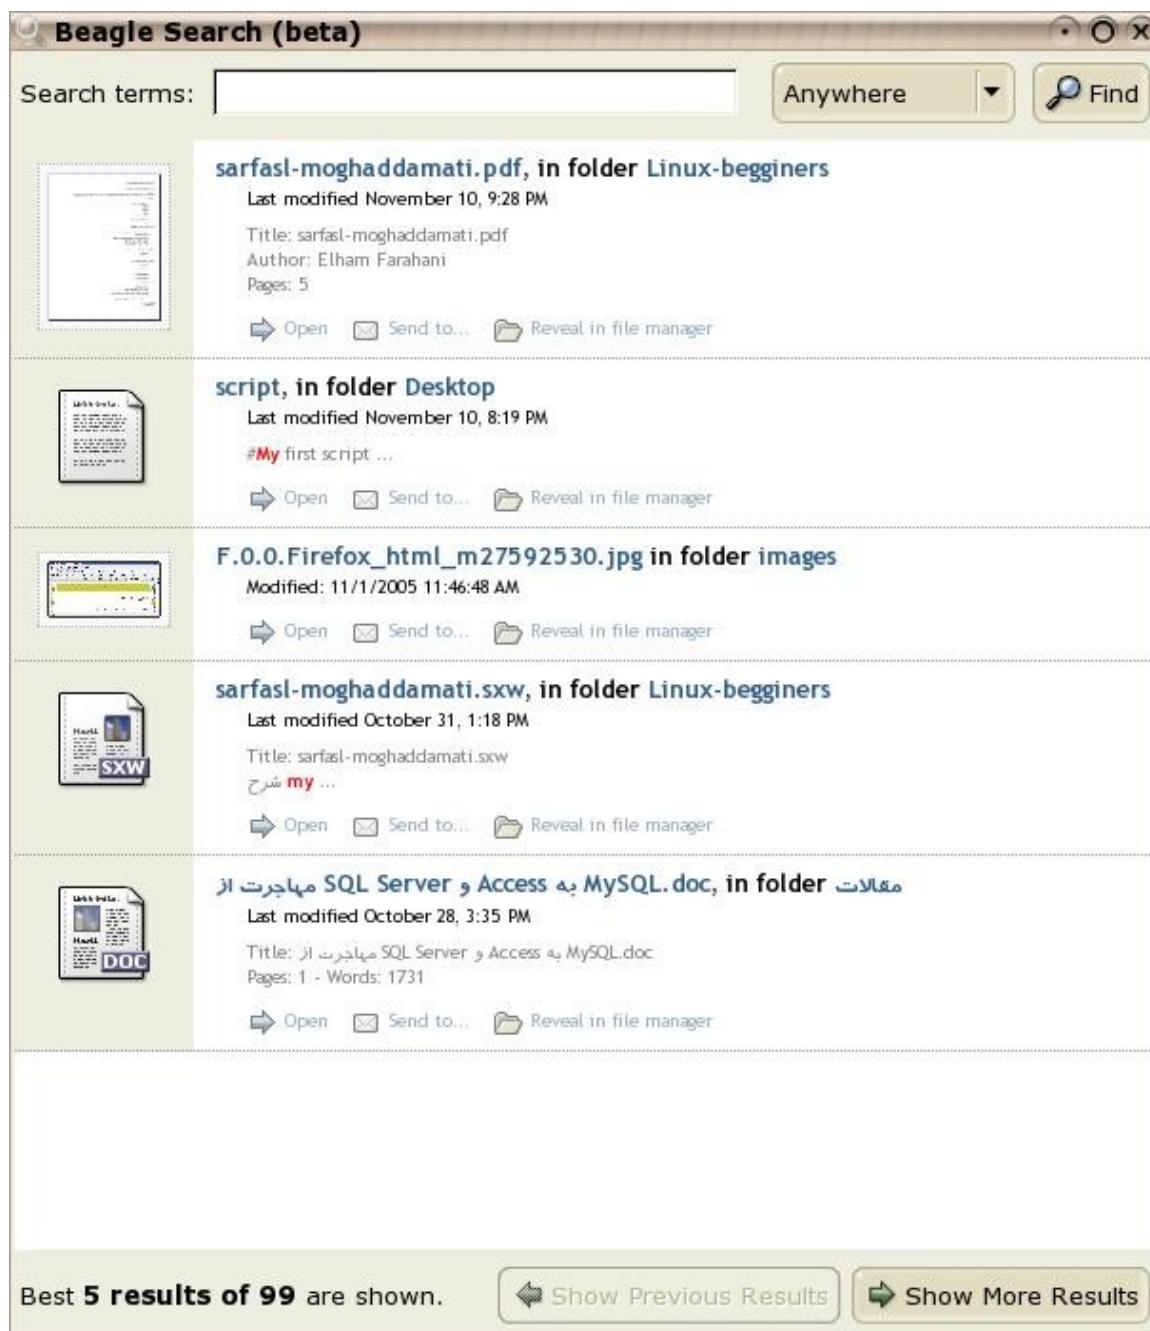 Beagle Search (beta)
Search terms:
Anywhere
Find
sarfasl-moghaddamati.pdf, in folder Linux-begginers
Last modified November 10, 9:28 PM
Title: sarfasl-moghaddamati.pdf
Author: Elham Farahani
Pages: 5
Open Send to... Reveal in file manager
script, in folder Desktop
Last modified November 10, 8:19 PM
#My first script ...
Open Send to... Reveal in file manager
F.0.0.Firefox_html_m27592530.jpg in folder images
Modified: 11/1/2005 11:46:48 AM
Open Send to... Reveal in file manager
sarfasl-moghaddamati.sxw, in folder Linux-begginers
Last modified October 31, 1:18 PM
Title: sarfasl-moghaddamati.sxw
شرح my ...
Open Send to... Reveal in file manager
SXW
مهاجرت از SQL Server و Access به MySQL.doc, in folder مقالات
Last modified October 28, 3:35 PM
Title: مهاجرت از SQL Server و Access به MySQL.doc
Pages: 1 - Words: 1731
Open Send to... Reveal in file manager
DOC
Best 5 results of 99 are shown.
Show Previous Results
Show More Results